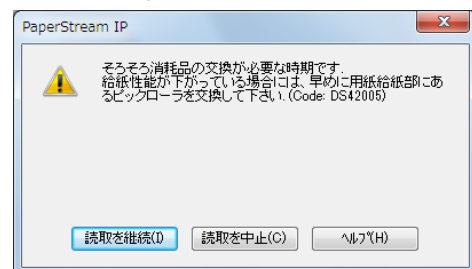 PaperStream IP
そろそろ消耗品の交換が必要な時期です.
給紙性能が下がっている場合には、早めに用紙給紙部にあ
るピックローラを交換して下さい. (Code: DS42005)
読取を継続(I)
読取を中止(C)
ヘルプ(H)